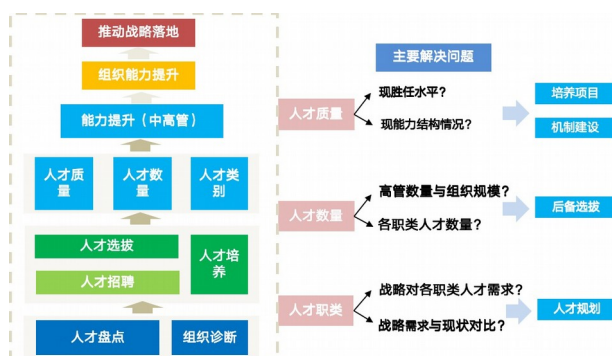 推动战略落地
组织能力提升
能力提升（中高管）
人才质
量
人才数
量
人才类
别
人才选拔
人才招聘
人才培
养
人才盘点
组织诊断
主要解决问题
人才质量
现胜任水平？
现能力结构情况？
培养项目
机制建设
人才数量
高管数量与组织规模？
各职类人才数量？
后备选拔
人才职类
战略对各职类人才需求？
战略需求与现状对比？
人才规划